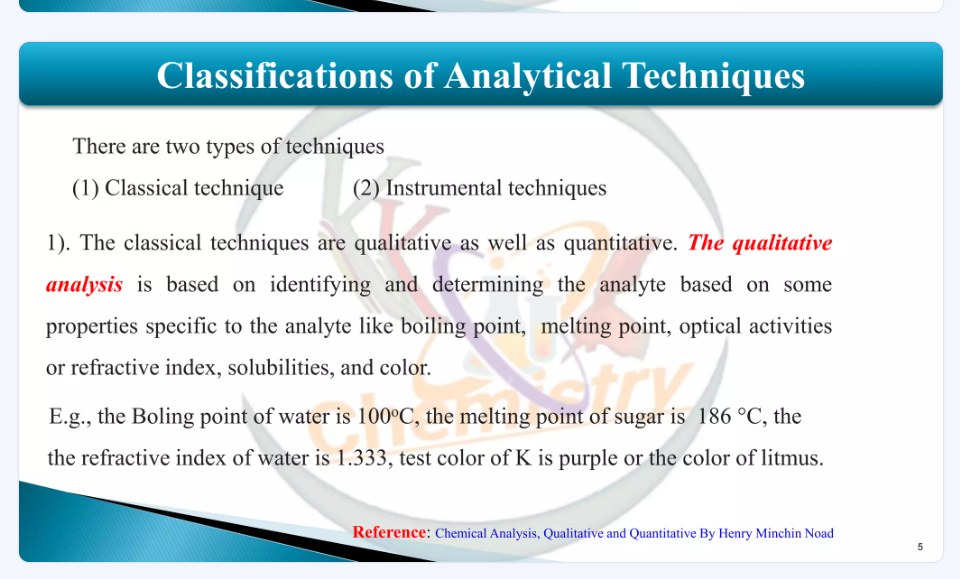 Classifications of Analytical Techniques
There are two types of techniques
(1) Classical technique (2) Instrumental techniques
1). The classical techniques are qualitative as well as quantitative. The qualitative
analysis is based on identifying and determining the analyte based on some
properties specific to the analyte like boiling point, melting point, optical activities
or refractive index, solubilities, and color.
E.g., the Boling point of water is 100ºC, the melting point of sugar is 186 °C, the
the refractive index of water is 1.333, test color of K is purple or the color of litmus.
Chemistry
Reference: Chemical Analysis, Qualitative and Quantitative By Henry Minchin Noad
5